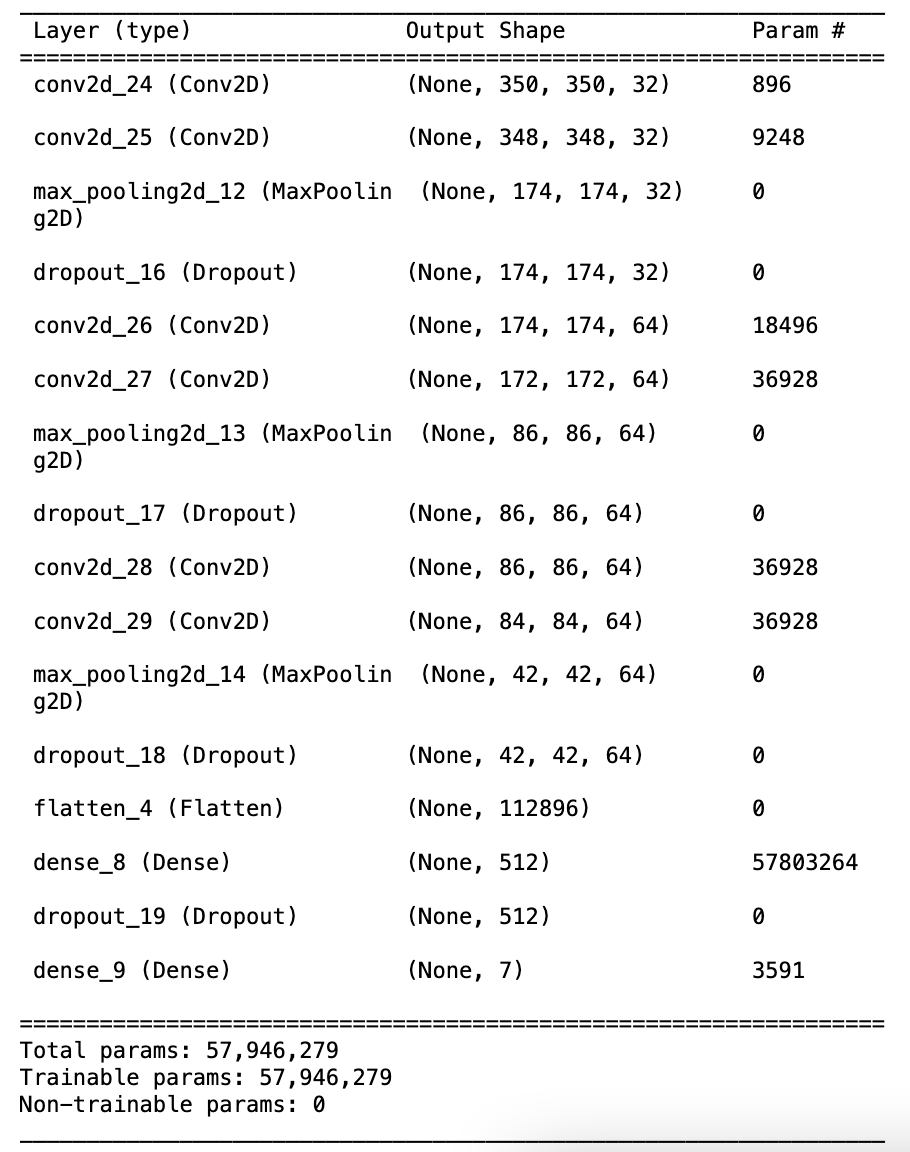 Layer (type) Output Shape Param #
=================================================================
conv2d_24 (Conv2D) (None, 350, 350, 32) 896
conv2d_25 (Conv2D) (None, 348, 348, 32) 9248
max_pooling2d_12 (MaxPoolin (None, 174, 174, 32) 0
g2D)
dropout_16 (Dropout) (None, 174, 174, 32) 0
conv2d_26 (Conv2D) (None, 174, 174, 64) 18496
conv2d_27 (Conv2D) (None, 172, 172, 64) 36928
max_pooling2d_13 (MaxPoolin (None, 86, 86, 64) 0
g2D)
dropout_17 (Dropout) (None, 86, 86, 64) 0
conv2d_28 (Conv2D) (None, 86, 86, 64) 36928
conv2d_29 (Conv2D) (None, 84, 84, 64) 36928
max_pooling2d_14 (MaxPoolin (None, 42, 42, 64) 0
g2D)
dropout_18 (Dropout) (None, 42, 42, 64) 0
flatten_4 (Flatten) (None, 112896) 0
dense_8 (Dense) (None, 512) 57803264
dropout_19 (Dropout) (None, 512) 0
dense_9 (Dense) (None, 7) 3591
=================================================================
Total params: 57,946,279
Trainable params: 57,946,279
Non-trainable params: 0